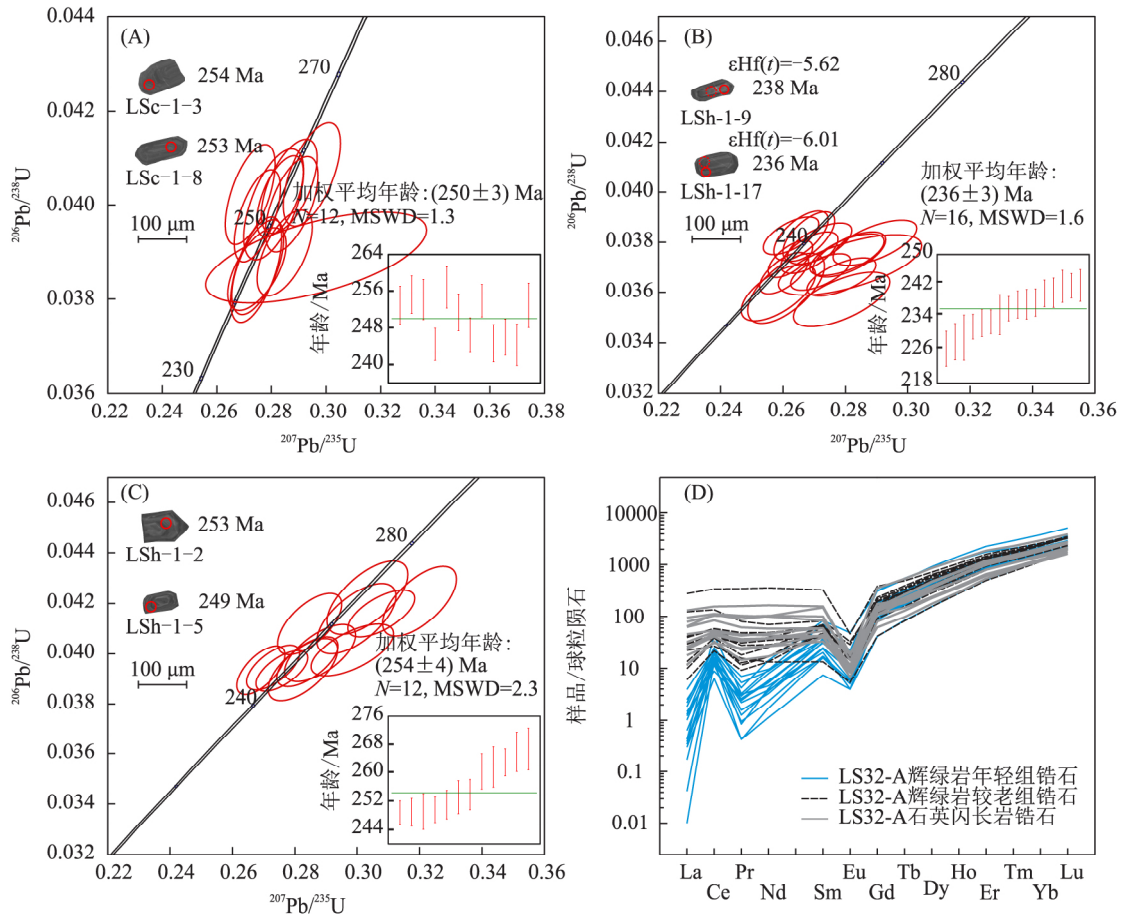 (A)
0.044
0.042
0.040
0.038
0.036
²⁰⁶Pb/²³⁸U
254 Ma
LSc-1-3
253 Ma
LSc-1-8
100 μm
270
250
230
加权平均年龄:(250±3) Ma
N=12, MSWD=1.3
年龄/Ma
264
256
248
240
0.22
0.24
0.26
0.28
0.30
0.32
0.34
0.36
0.38
²⁰⁷Pb/²³⁵U
(B)
0.046
0.044
0.042
0.040
0.038
0.036
0.034
0.032
²⁰⁶Pb/²³⁸U
εHf(t)=−5.62
238 Ma
LSh-1-9
εHf(t)=−6.01
236 Ma
LSh-1-17
100 μm
280
240
加权平均年龄:
(236±3) Ma
N=16, MSWD=1.6
年龄/Ma
250
242
234
226
218
0.22
0.24
0.26
0.28
0.30
0.32
0.34
0.36
²⁰⁷Pb/²³⁵U
(C)
0.046
0.044
0.042
0.040
0.038
0.036
0.034
0.032
²⁰⁶Pb/²³⁸U
253 Ma
LSh-1-2
249 Ma
LSh-1-5
100 μm
280
240
加权平均年龄:
(254±4) Ma
N=12, MSWD=2.3
年龄/Ma
276
268
260
252
244
0.20
0.22
0.24
0.26
0.28
0.30
0.32
0.34
0.36
²⁰⁷Pb/²³⁵U
(D)
10000
1000
100
10
1
0.1
0.01
样品/球粒陨石
LS32-A辉绿岩年轻组锆石
LS32-A辉绿岩较老组锆石
LS32-A石英闪长岩锆石
La
Ce
Pr
Nd
Sm
Eu
Gd
Tb
Dy
Ho
Er
Tm
Yb
Lu